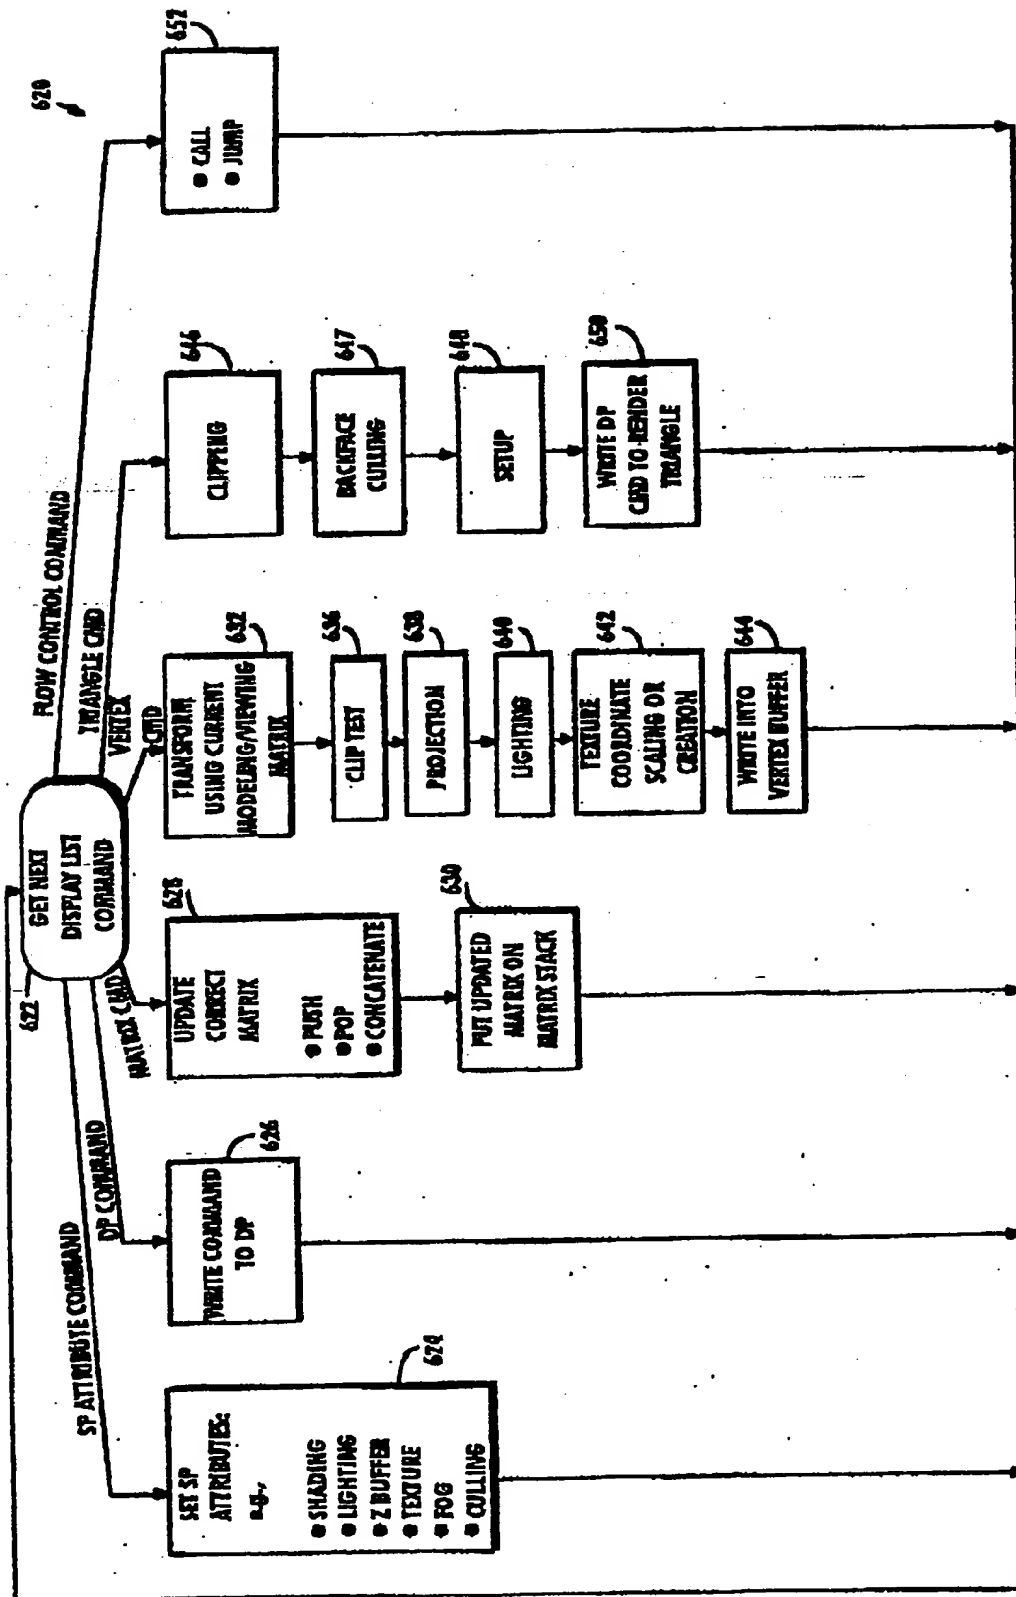 620
622
GET NEXT
DISPLAY LIST
COMMAND
SP ATTRIBUTE COMMAND
DP COMMAND
MATRIX CMD
VERTEX
CMD
TRIANGLE CMD
FLOW CONTROL COMMAND
624
SET SP
ATTRIBUTES:
e.g.,
● SHADING
● LIGHTING
● Z BUFFER
● TEXTURE
● FOG
● CULLING
626
WRITE COMMAND
TO DP
628
UPDATE
CORRECT
MATRIX
● PUSH
● POP
● CONCATENATE
630
PUT UPDATED
MATRIX ON
MATRIX STACK
632
TRANSFORM
USING CURRENT
MODELING/VIEWING
MATRIX
636
CLIP TEST
638
PROJECTION
640
LIGHTING
642
TEXTURE
COORDINATE
SCALING OR
CREATION
644
WRITE INTO
VERTEX BUFFER
646
CLIPPING
647
BACKFACE
CULLING
648
SETUP
650
WRITE DP
CMD TO RENDER
TRIANGLE
652
● CALL
● JUMP